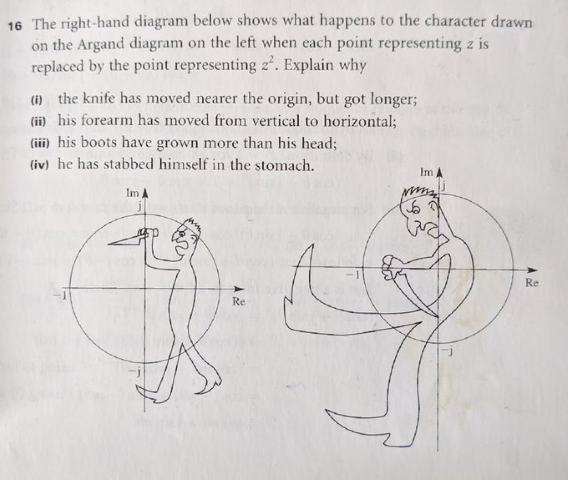 16 The right-hand diagram below shows what happens to the character drawn
on the Argand diagram on the left when each point representing z is
replaced by the point representing z². Explain why
(i) the knife has moved nearer the origin, but got longer;
(ii) his forearm has moved from vertical to horizontal;
(iii) his boots have grown more than his head;
(iv) he has stabbed himself in the stomach.
Im
j
-1
Re
-j
Im
j
-1
Re
-j